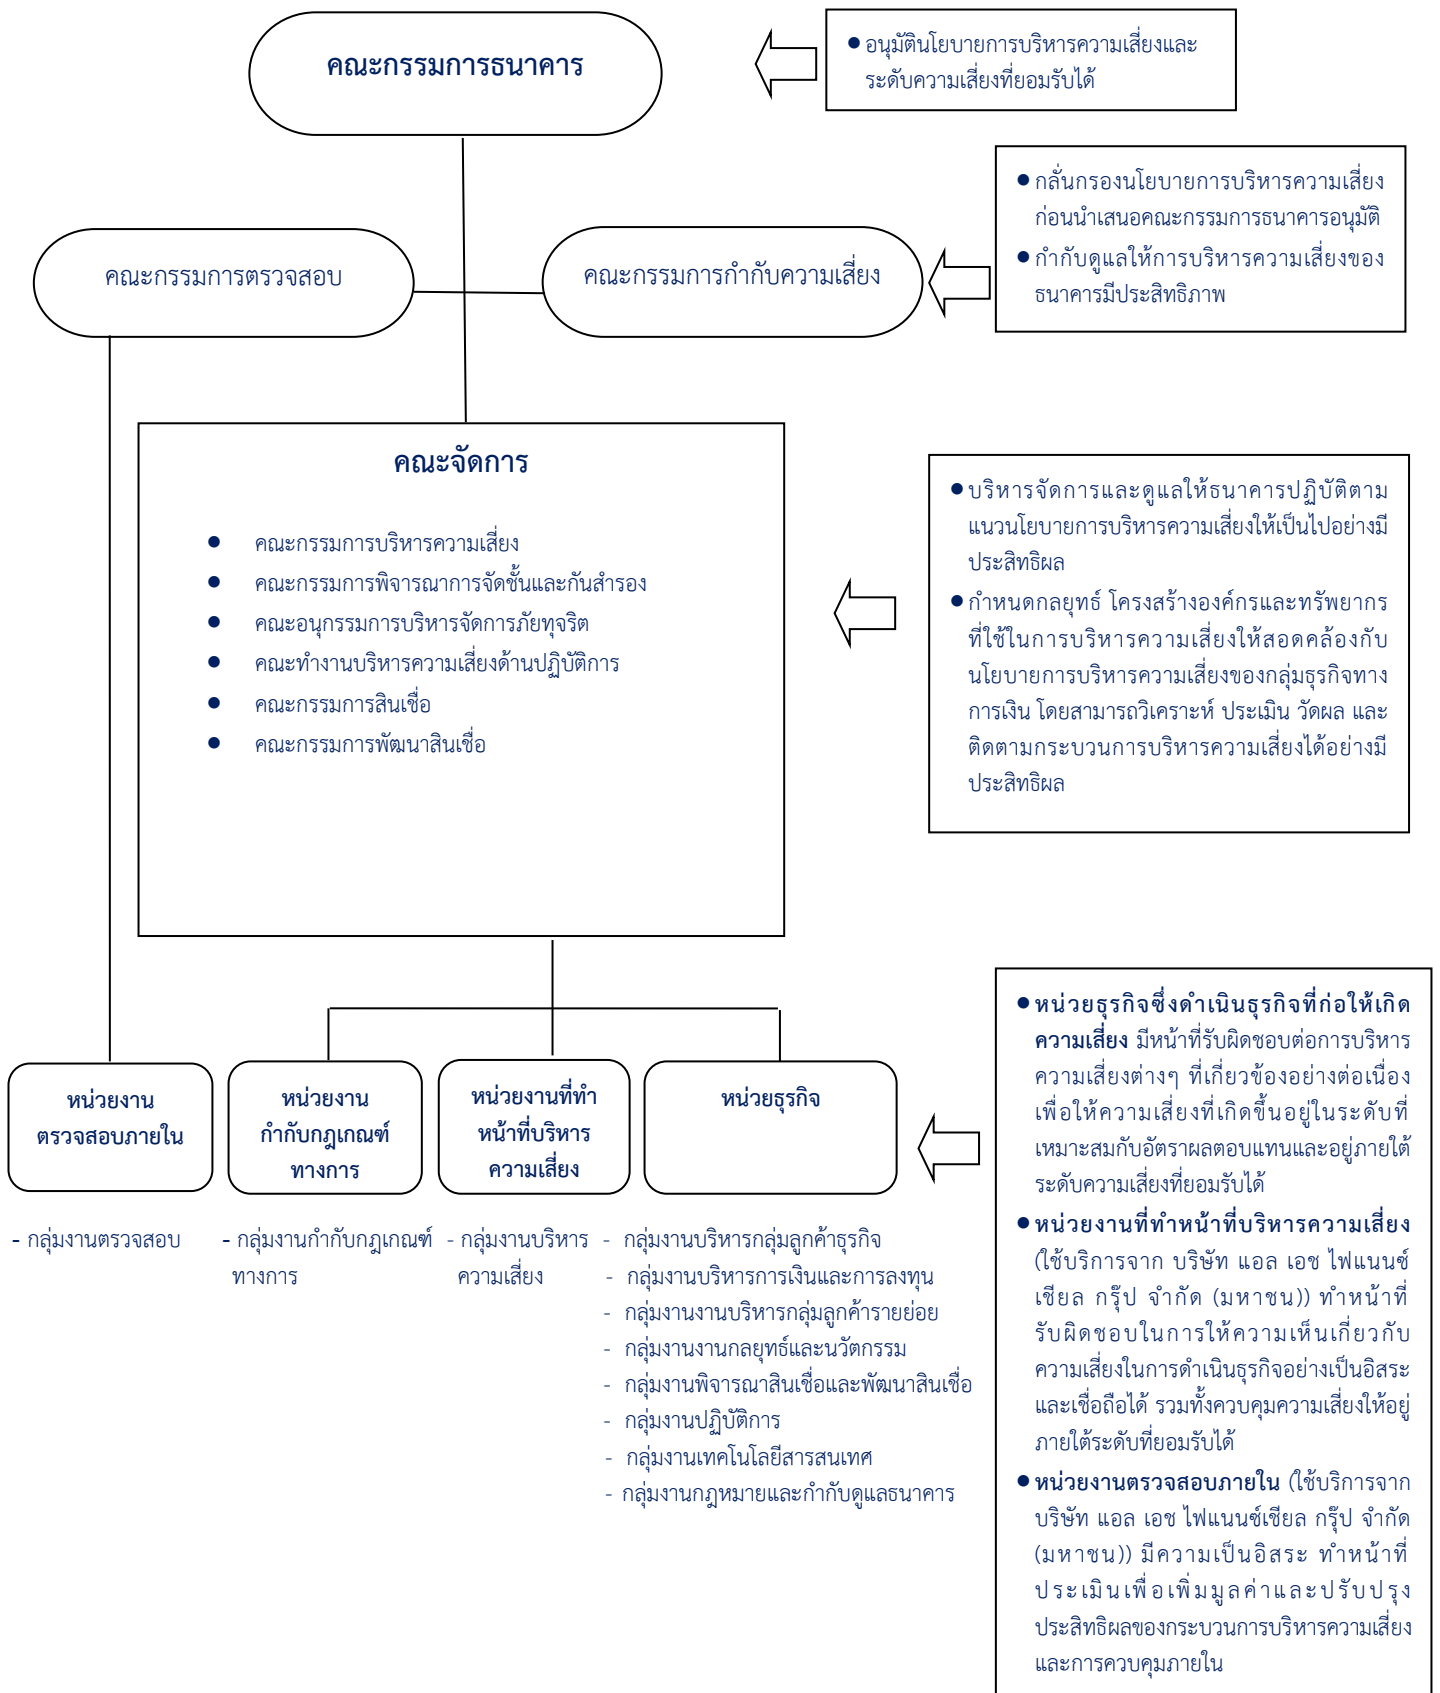 คณะกรรมการธนาคาร
● อนุมัตินโยบายการบริหารความเสี่ยงและ
ระดับความเสี่ยงที่ยอมรับได้
● กลั่นกรองนโยบายการบริหารความเสี่ยง
ก่อนนำเสนอคณะกรรมการธนาคารอนุมัติ
● กำกับดูแลให้การบริหารความเสี่ยงของ
ธนาคารมีประสิทธิภาพ
คณะกรรมการตรวจสอบ
คณะกรรมการกำกับความเสี่ยง
คณะจัดการ
● คณะกรรมการบริหารความเสี่ยง
● คณะกรรมการพิจารณาการจัดชั้นและกันสำรอง
● คณะอนุกรรมการบริหารจัดการภัยทุจริต
● คณะทำงานบริหารความเสี่ยงด้านปฏิบัติการ
● คณะกรรมการสินเชื่อ
● คณะกรรมการพัฒนาสินเชื่อ
● บริหารจัดการและดูแลให้ธนาคารปฏิบัติตาม
แนวนโยบายการบริหารความเสี่ยงให้เป็นไปอย่างมี
ประสิทธิผล
● กำหนดกลยุทธ์ โครงสร้างองค์กรและทรัพยากร
ที่ใช้ในการบริหารความเสี่ยงให้สอดคล้องกับ
นโยบายการบริหารความเสี่ยงของกลุ่มธุรกิจทาง
การเงิน โดยสามารถวิเคราะห์ ประเมิน วัดผล และ
ติดตามกระบวนการบริหารความเสี่ยงได้อย่างมี
ประสิทธิผล
หน่วยงาน
ตรวจสอบภายใน
หน่วยงาน
กำกับกฎเกณฑ์
ทางการ
หน่วยงานที่ทำ
หน้าที่บริหาร
ความเสี่ยง
หน่วยธุรกิจ
- กลุ่มงานตรวจสอบ
- กลุ่มงานกำกับกฎเกณฑ์
ทางการ
- กลุ่มงานบริหาร
ความเสี่ยง
- กลุ่มงานบริหารกลุ่มลูกค้าธุรกิจ
- กลุ่มงานบริหารการเงินและการลงทุน
- กลุ่มงานงานบริหารกลุ่มลูกค้ารายย่อย
- กลุ่มงานงานกลยุทธ์และนวัตกรรม
- กลุ่มงานพิจารณาสินเชื่อและพัฒนาสินเชื่อ
- กลุ่มงานปฏิบัติการ
- กลุ่มงานเทคโนโลยีสารสนเทศ
- กลุ่มงานกฎหมายและกำกับดูแลธนาคาร
● หน่วยธุรกิจซึ่งดำเนินธุรกิจที่ก่อให้เกิด
ความเสี่ยง มีหน้าที่รับผิดชอบต่อการบริหาร
ความเสี่ยงต่างๆ ที่เกี่ยวข้องอย่างต่อเนื่อง
เพื่อให้ความเสี่ยงที่เกิดขึ้นอยู่ในระดับที่
เหมาะสมกับอัตราผลตอบแทนและอยู่ภายใต้
ระดับความเสี่ยงที่ยอมรับได้
● หน่วยงานที่ทำหน้าที่บริหารความเสี่ยง
(ใช้บริการจาก บริษัท แอล เอช ไฟแนนซ์
เชียล กรุ๊ป จำกัด (มหาชน)) ทำหน้าที่
รับผิดชอบในการให้ความเห็นเกี่ยวกับ
ความเสี่ยงในการดำเนินธุรกิจอย่างเป็นอิสระ
และเชื่อถือได้ รวมทั้งควบคุมความเสี่ยงให้อยู่
ภายใต้ระดับที่ยอมรับได้
● หน่วยงานตรวจสอบภายใน (ใช้บริการจาก
บริษัท แอล เอช ไฟแนนซ์เชียล กรุ๊ป จำกัด
(มหาชน)) มีความเป็นอิสระ ทำหน้าที่
ประเมินเพื่อเพิ่มมูลค่าและปรับปรุง
ประสิทธิผลของกระบวนการบริหารความเสี่ยง
และการควบคุมภายใน